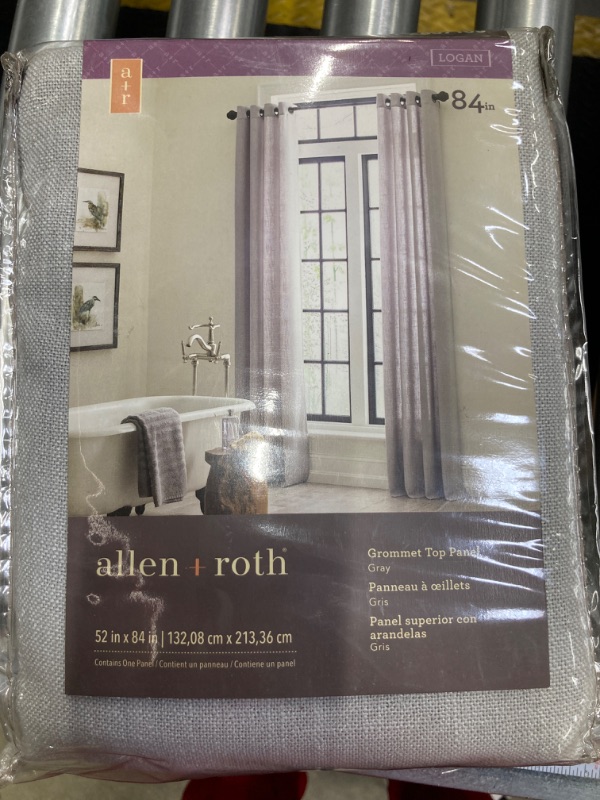 LOGAN
a+r
84in
allen + roth®
Grommet Top Panel
Gray
Panneau à œillets
Gris
Panel superior con
arandelas
Gris
52 in x 84 in | 132,08 cm x 213,36 cm
Contains One Panel / Contient un panneau / Contiene un panel